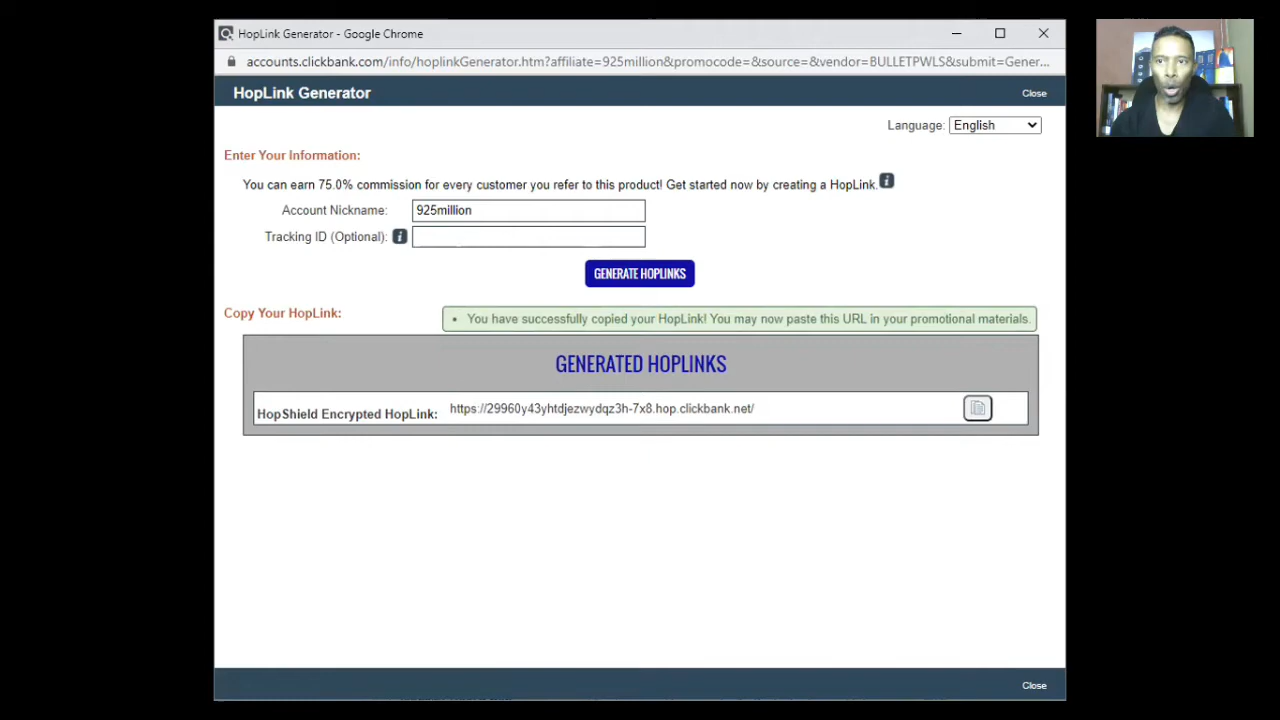 HopLink Generator - Google Chrome
accounts.clickbank.com/info/hoplinkGenerator.htm?affiliate=925million&promocode=&source=&vendor=BULLETPWLS&submit=Gener...
HopLink Generator
Close
Language: English
Enter Your Information:
You can earn 75.0% commission for every customer you refer to this product! Get started now by creating a HopLink.
Account Nickname: 925million
Tracking ID (Optional):
GENERATE HOPLINKS
Copy Your HopLink:
• You have successfully copied your HopLink! You may now paste this URL in your promotional materials.
GENERATED HOPLINKS
HopShield Encrypted HopLink: https://29960y43yhtdjezwydqz3h-7x8.hop.clickbank.net/
Close